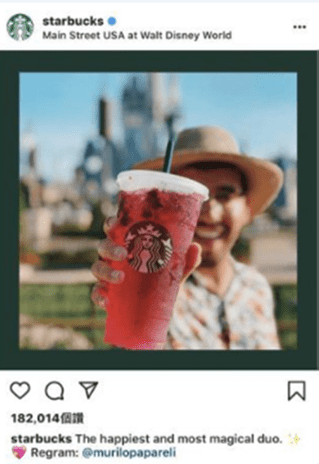 starbucks
Main Street USA at Walt Disney World
182,014個讚
starbucks The happiest and most magical duo. ✨
💖 Regram: @murilopapareli